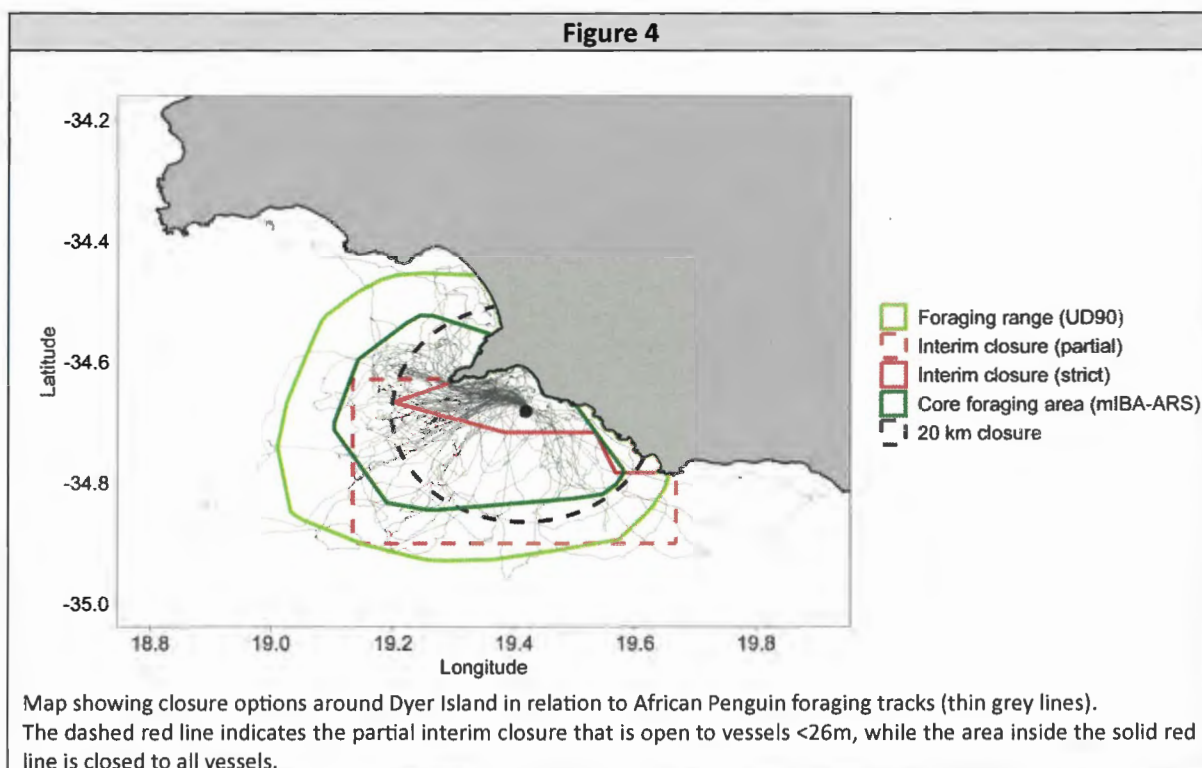 Figure 4
-34.2
-34.4
-34.6
-34.8
-35.0
Latitude
18.8 19.0 19.2 19.4 19.6 19.8
Longitude
Foraging range (UD90)
Interim closure (partial)
Interim closure (strict)
Core foraging area (mIBA-ARS)
20 km closure
Map showing closure options around Dyer Island in relation to African Penguin foraging tracks (thin grey lines).
The dashed red line indicates the partial interim closure that is open to vessels <26m, while the area inside the solid red
line is closed to all vessels.